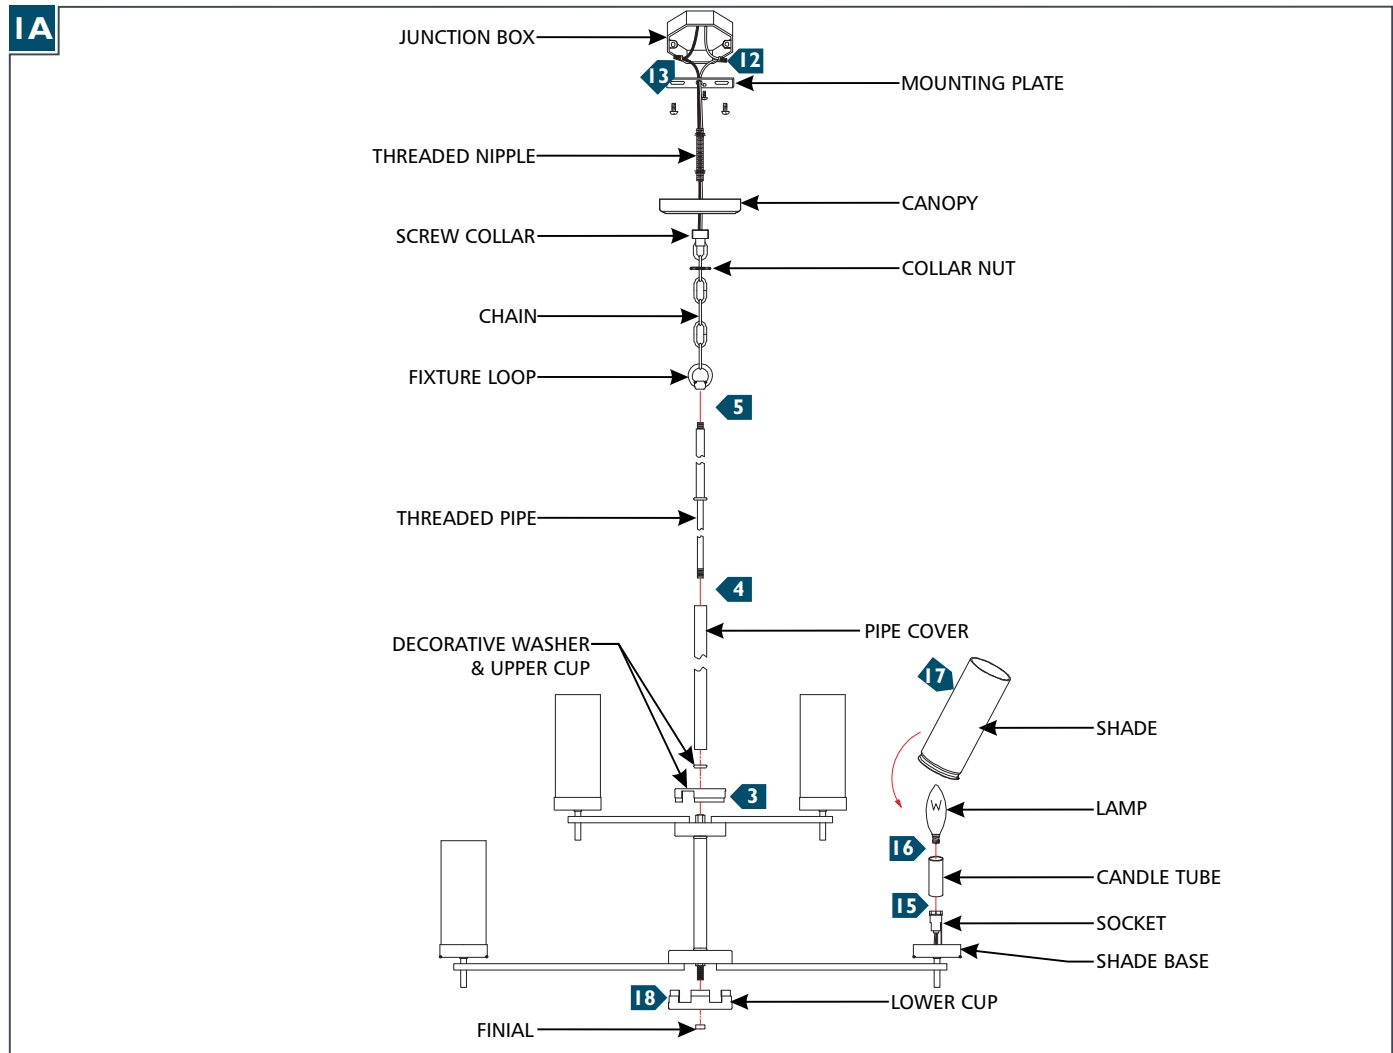 1A
JUNCTION BOX
12
13
MOUNTING PLATE
THREADED NIPPLE
CANOPY
SCREW COLLAR
COLLAR NUT
CHAIN
FIXTURE LOOP
5
THREADED PIPE
4
PIPE COVER
DECORATIVE WASHER
& UPPER CUP
17
SHADE
3
LAMP
16
CANDLE TUBE
15
SOCKET
SHADE BASE
18
LOWER CUP
FINIAL
W